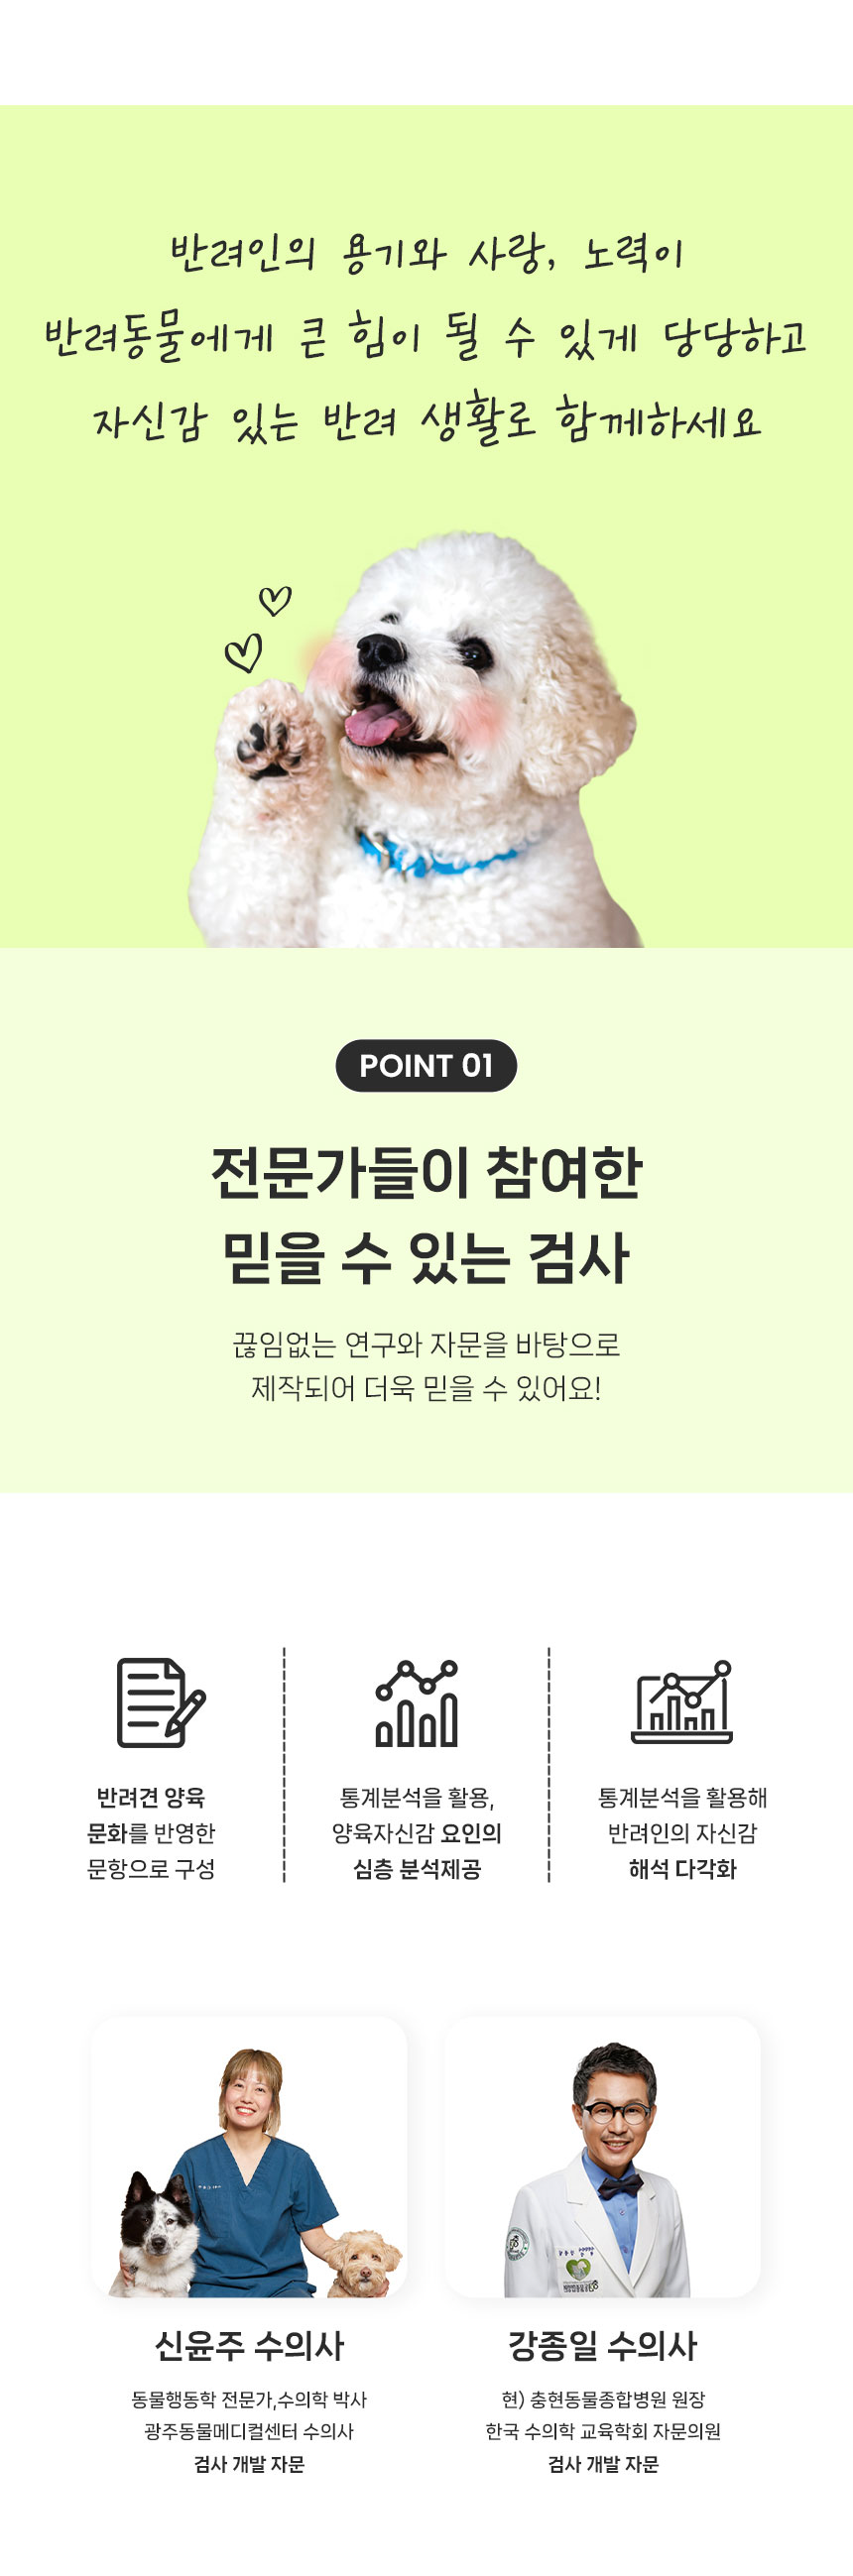 반려인의 용기와 사랑, 노력이
반려동물에게 큰 힘이 될 수 있게 당당하고
자신감 있는 반려 생활로 함께하세요
POINT 01
전문가들이 참여한
믿을 수 있는 검사
끊임없는 연구와 자문을 바탕으로
제작되어 더욱 믿을 수 있어요!
반려견 양육
문화를 반영한
문항으로 구성
통계분석을 활용,
양육자신감 요인의
심층 분석제공
통계분석을 활용해
반려인의 자신감
해석 다각화
신윤주 수의사
동물행동학 전문가,수의학 박사
광주동물메디컬센터 수의사
검사 개발 자문
강종일 수의사
현) 충현동물종합병원 원장
한국 수의학 교육학회 자문의원
검사 개발 자문